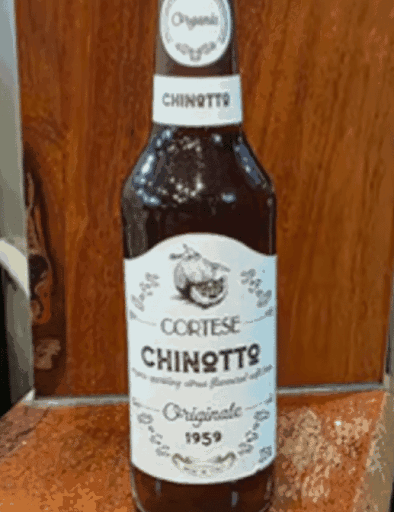 Organic
CHINOTTO
CORTESE
CHINOTTO
organic sparkling citrus flavoured soft drink
Originale
1959